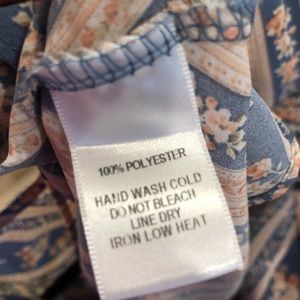 100% POLYESTER
HAND WASH COLD
DO NOT BLEACH
LINE DRY
IRON LOW HEAT